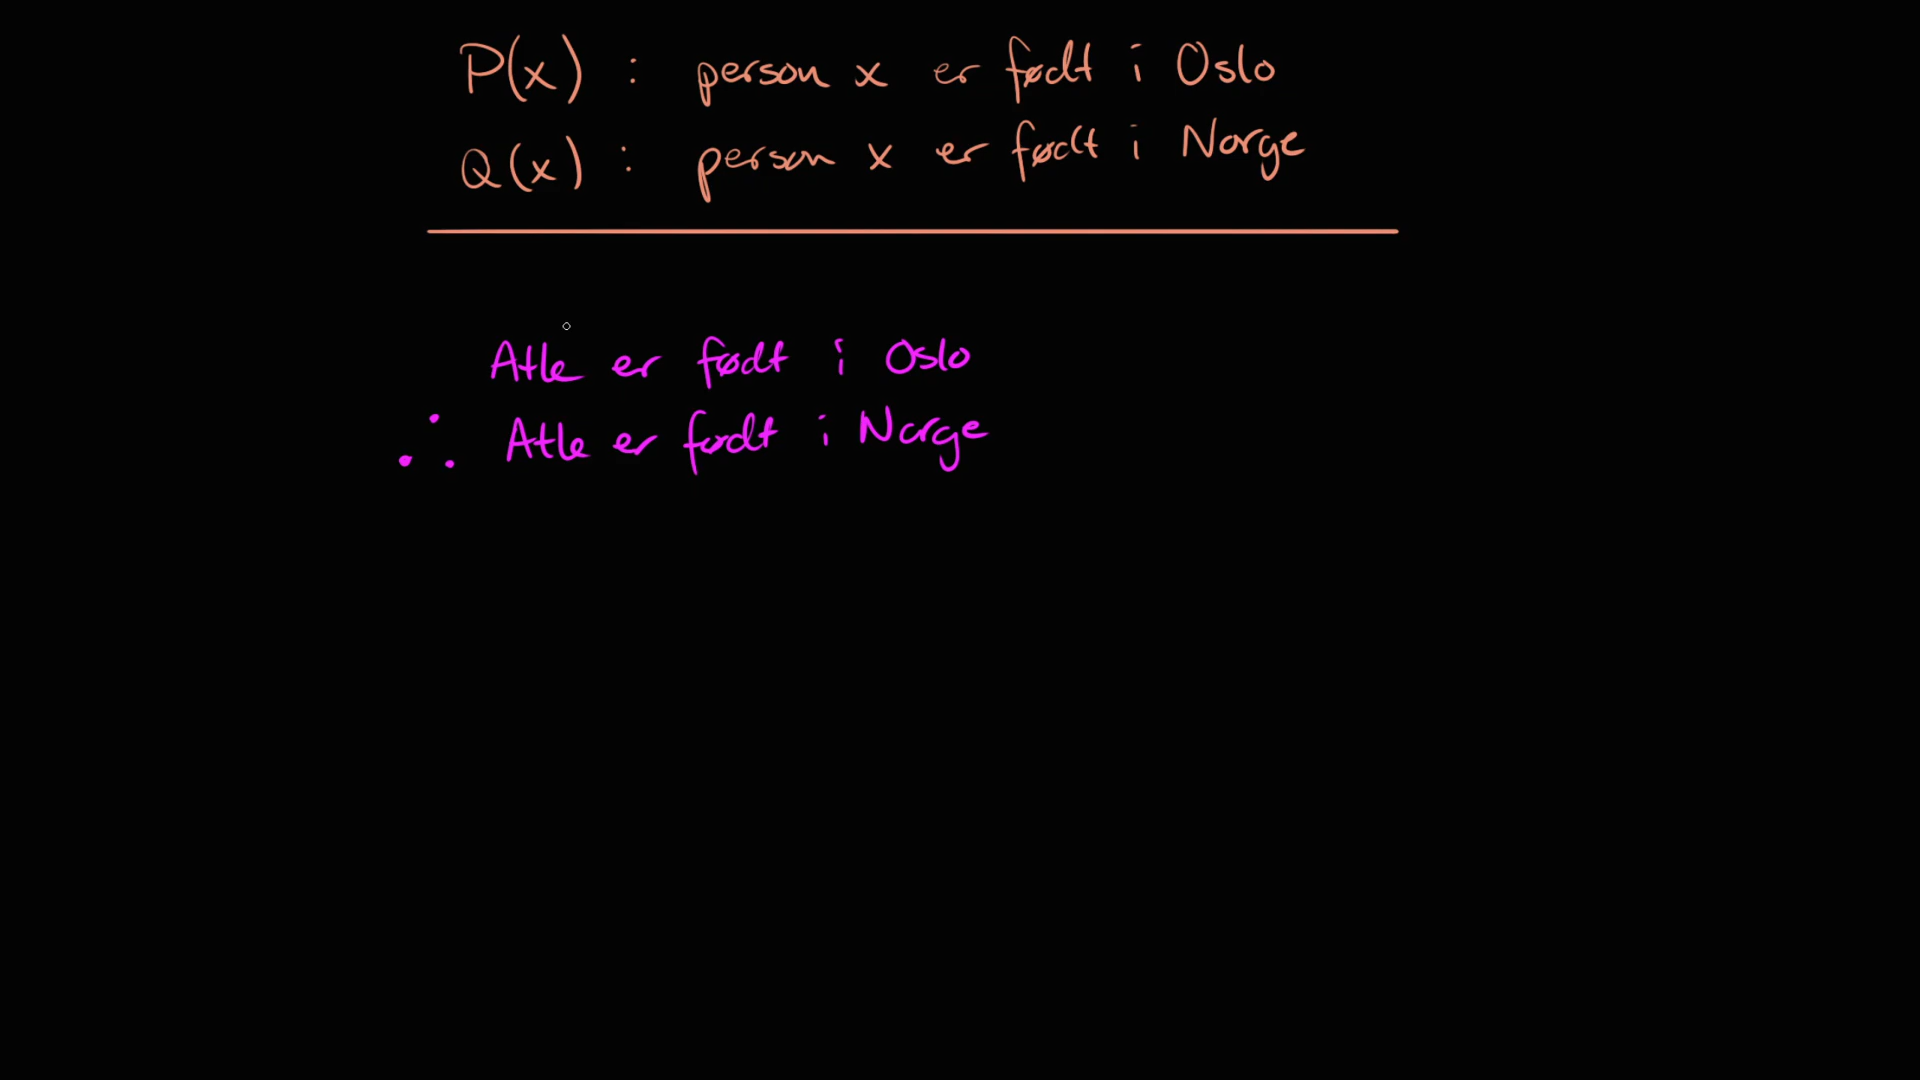 P(x) : person x er født i Oslo
Q(x) : person x er født i Norge
Atle er født i Oslo
∴ Atle er født i Norge